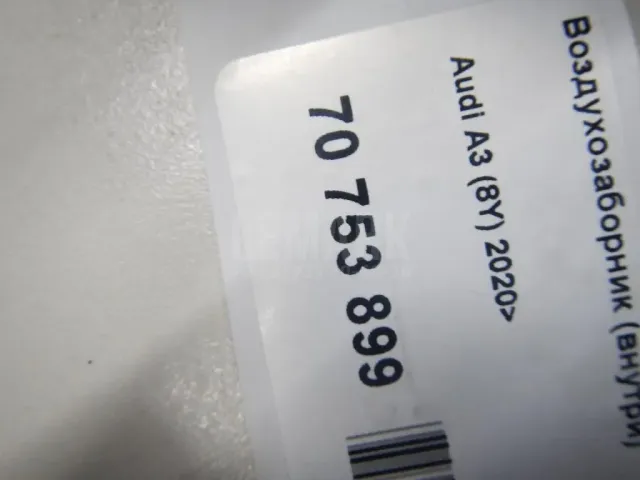 Воздухозаборник (внутри)
Audi A3 (8Y) 2020>
70 753 899